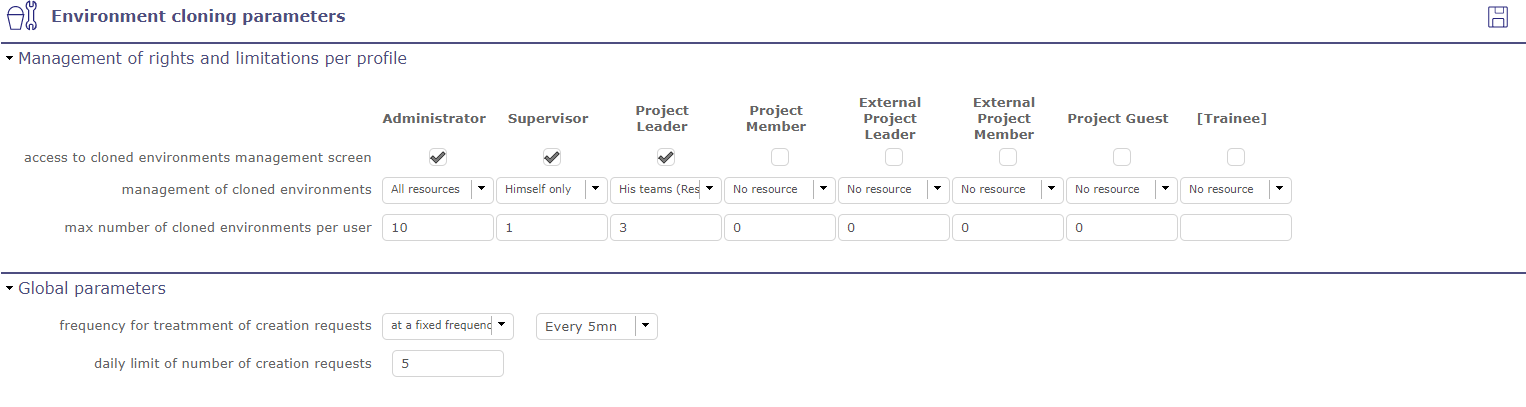 Environment cloning parameters
Management of rights and limitations per profile
Administrator Supervisor Project Leader Project Member External Project Leader External Project Member Project Guest [Trainee]
access to cloned environments management screen
management of cloned environments All resources Himself only His teams (Res No resource No resource No resource No resource No resource
max number of cloned environments per user 10 1 3 0 0 0 0
Global parameters
frequency for treatmment of creation requests at a fixed frequenc Every 5mn
daily limit of number of creation requests 5